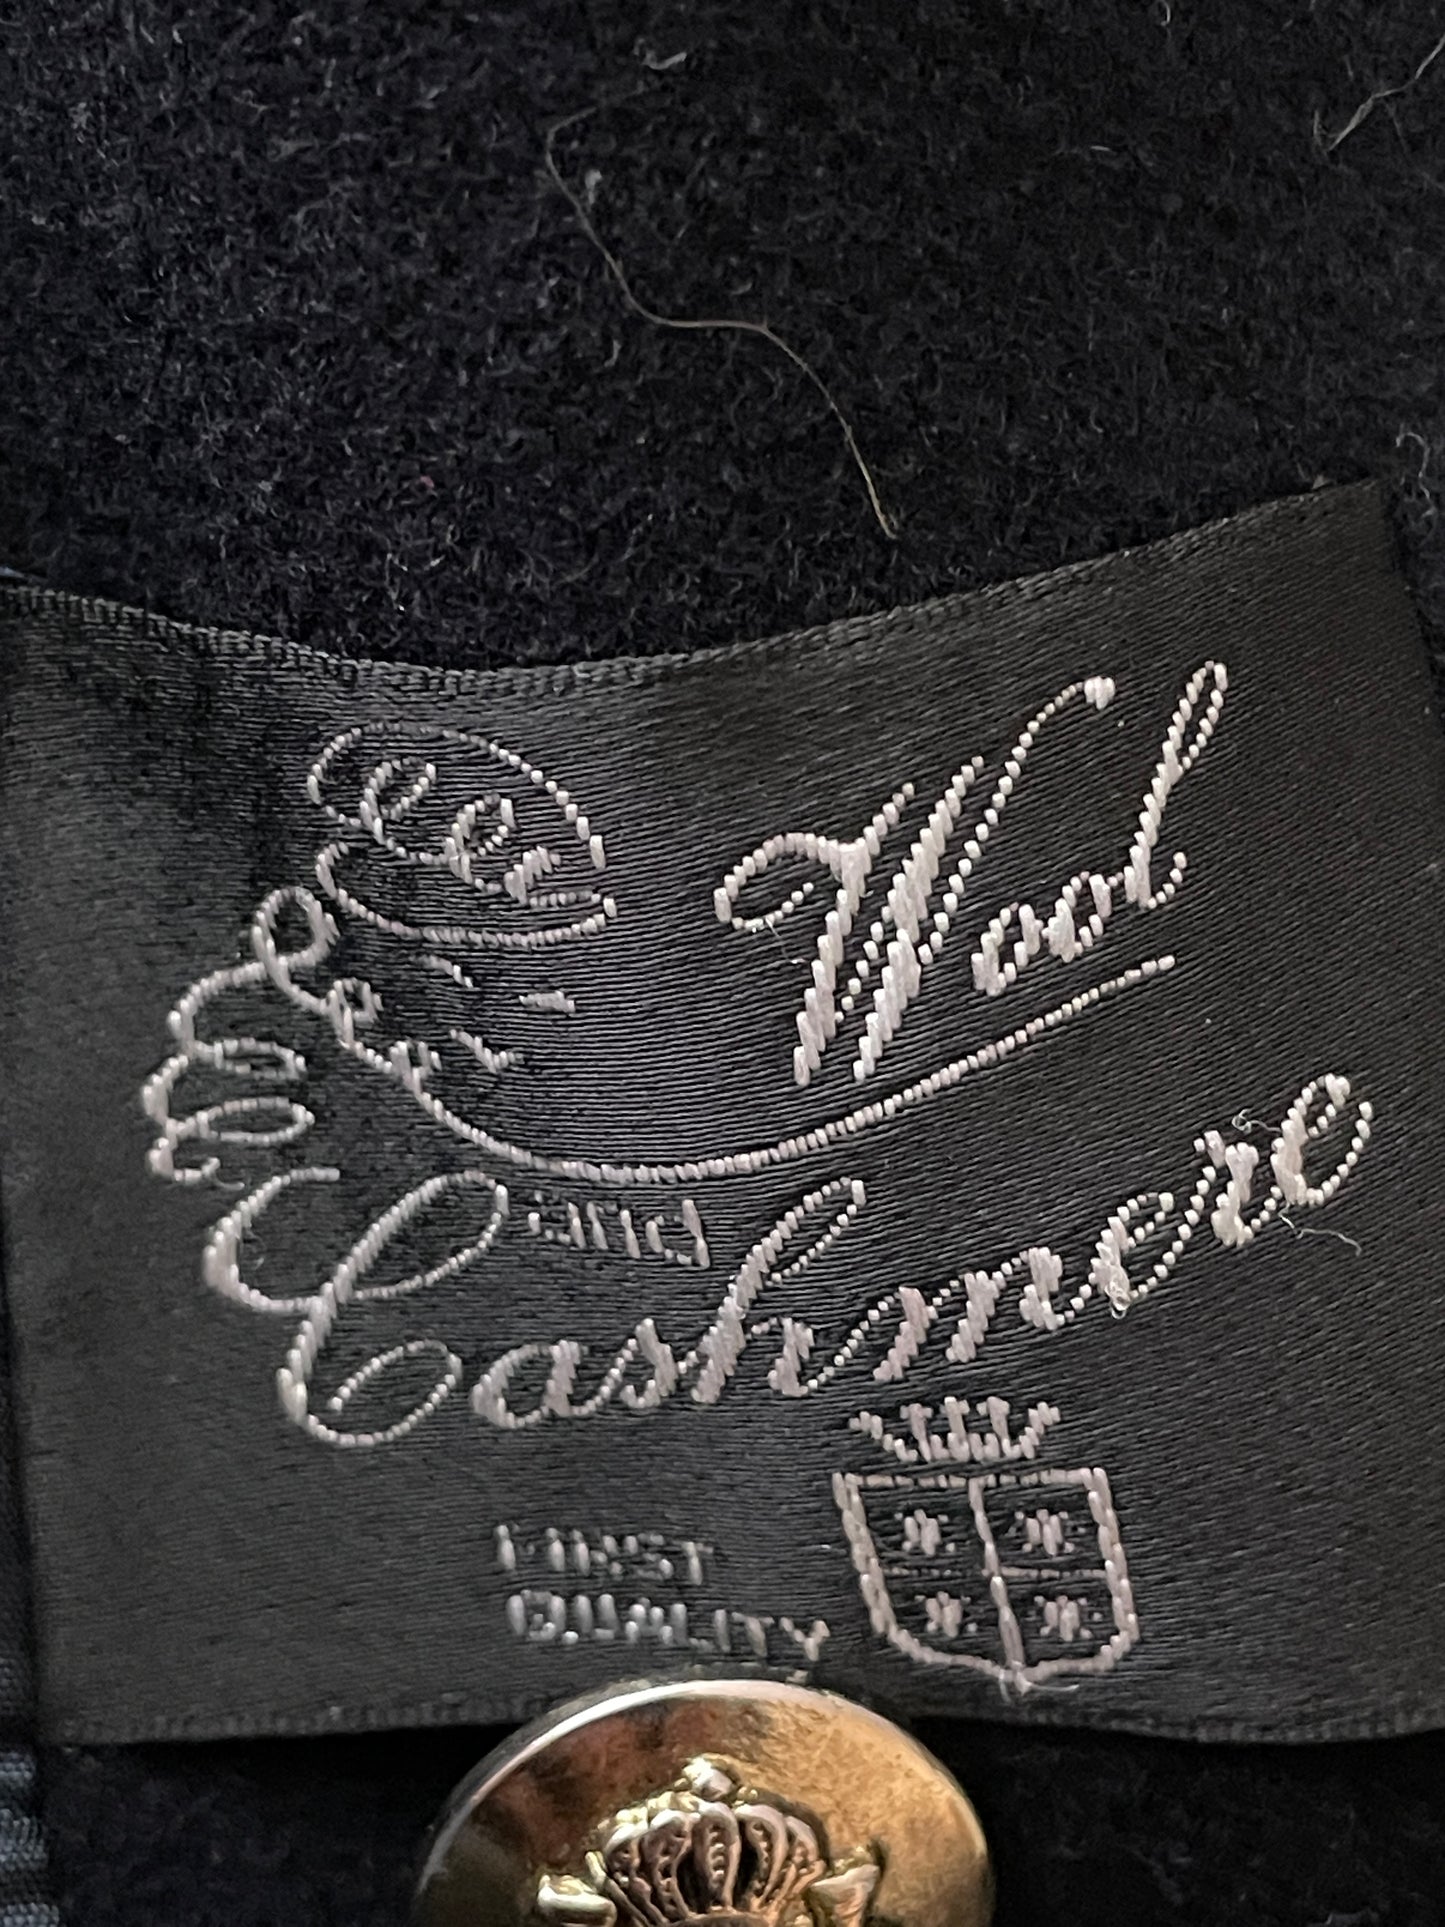 Wool
and
Cashmere
FIRST
QUALITY